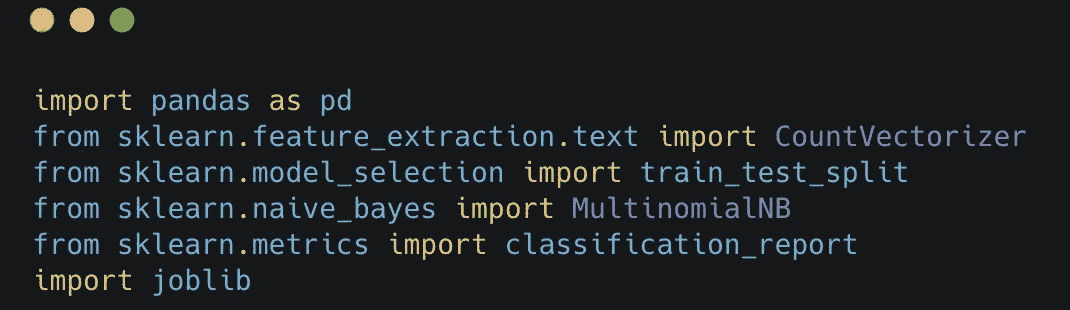 import pandas as pd
from sklearn.feature_extraction.text import CountVectorizer
from sklearn.model_selection import train_test_split
from sklearn.naive_bayes import MultinomialNB
from sklearn.metrics import classification_report
import joblib